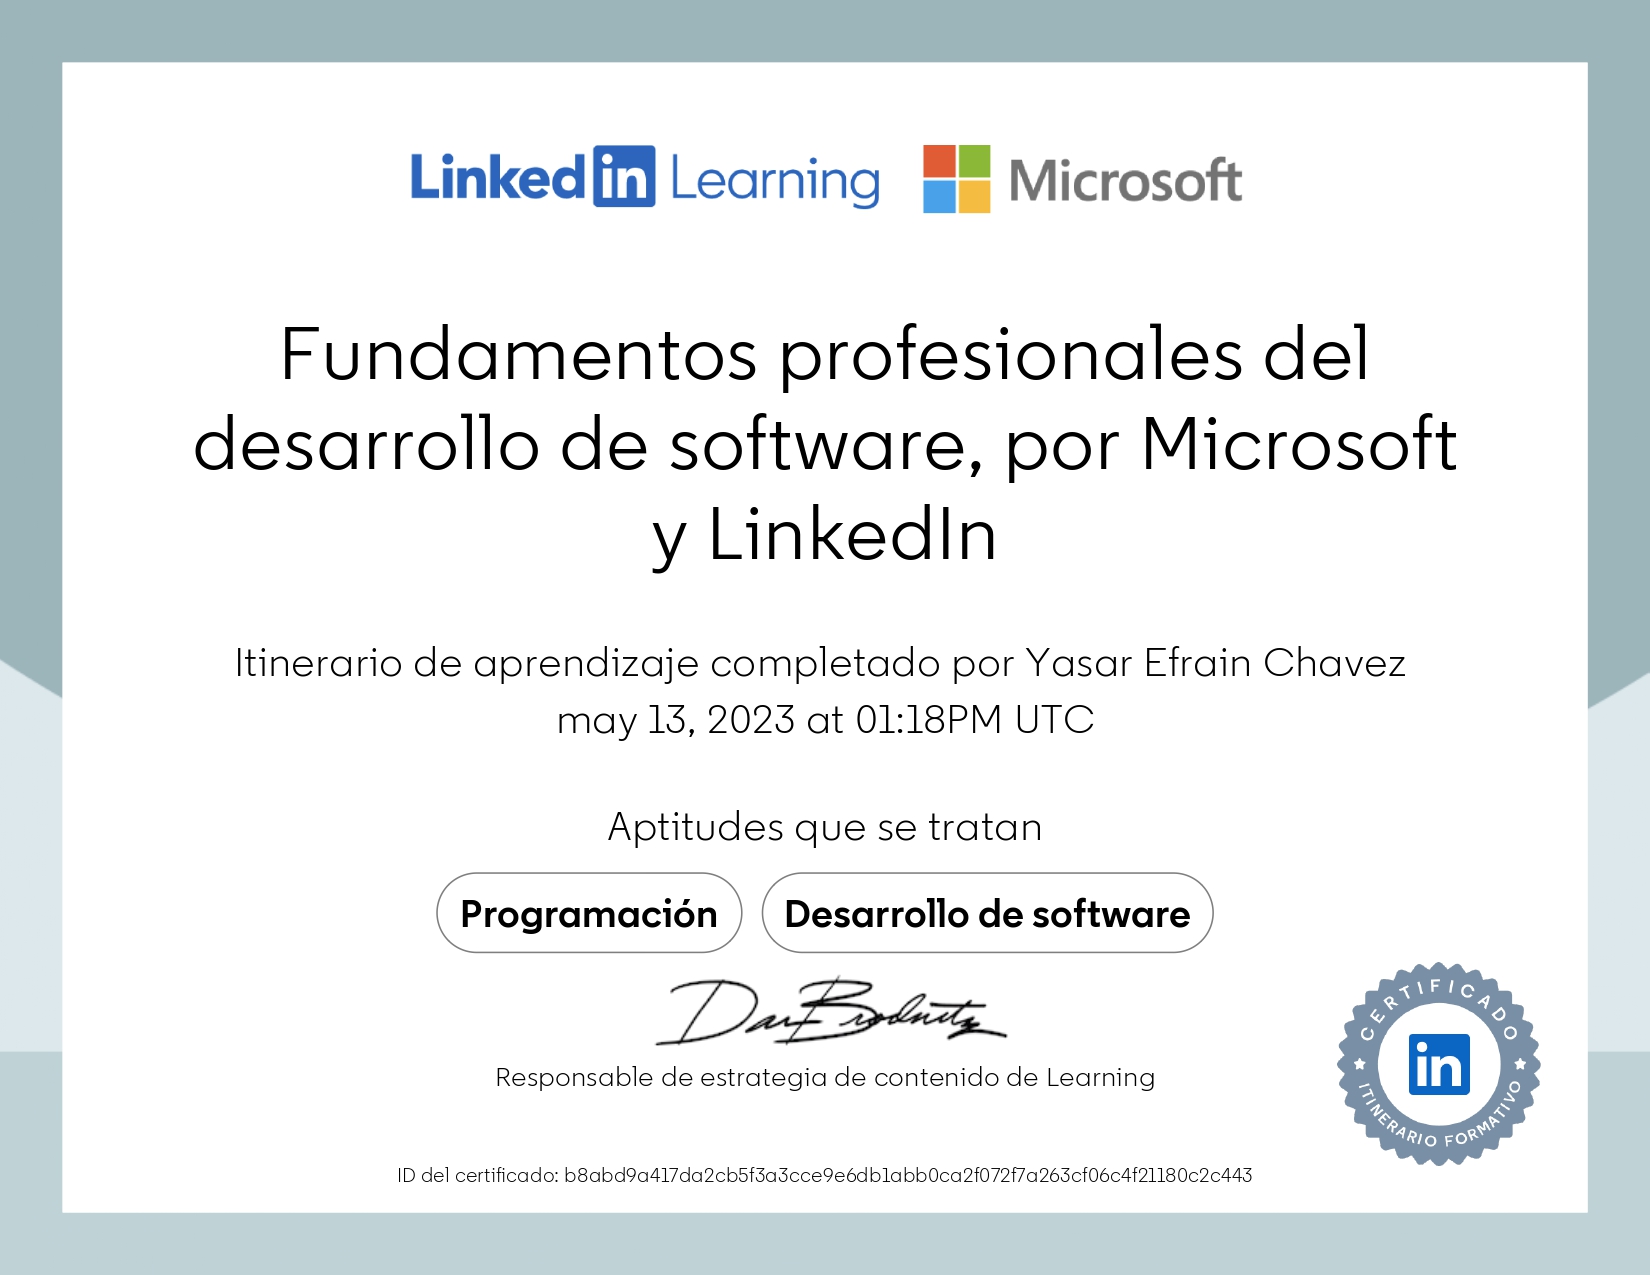 LinkedIn Learning Microsoft
Fundamentos profesionales del
desarrollo de software, por Microsoft
y LinkedIn
Itinerario de aprendizaje completado por Yasar Efrain Chavez
may 13, 2023 at 01:18PM UTC
Aptitudes que se tratan
Programación Desarrollo de software
Dan Brodnitz
Responsable de estrategia de contenido de Learning
CERTIFICADO
in
ITINERARIO FORMATIVO
ID del certificado: b8abd9a417da2cb5f3a3cce9e6db1abb0ca2f072f7a263cf06c4f21180c2c443